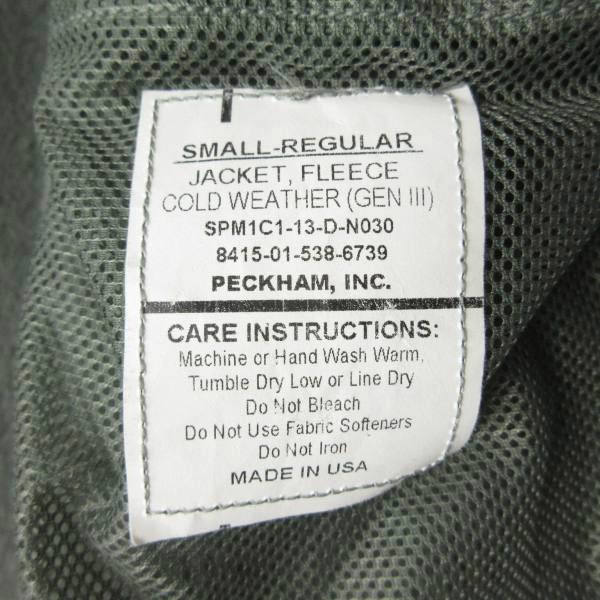 SMALL-REGULAR
JACKET, FLEECE
COLD WEATHER (GEN III)
SPM1C1-13-D-N030
8415-01-538-6739
PECKHAM, INC.
CARE INSTRUCTIONS:
Machine or Hand Wash Warm,
Tumble Dry Low or Line Dry
Do Not Bleach
Do Not Use Fabric Softeners
Do Not Iron
MADE IN USA